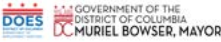 DOES
GOVERNMENT OF THE
DISTRICT OF COLUMBIA
MURIEL BOWSER, MAYOR